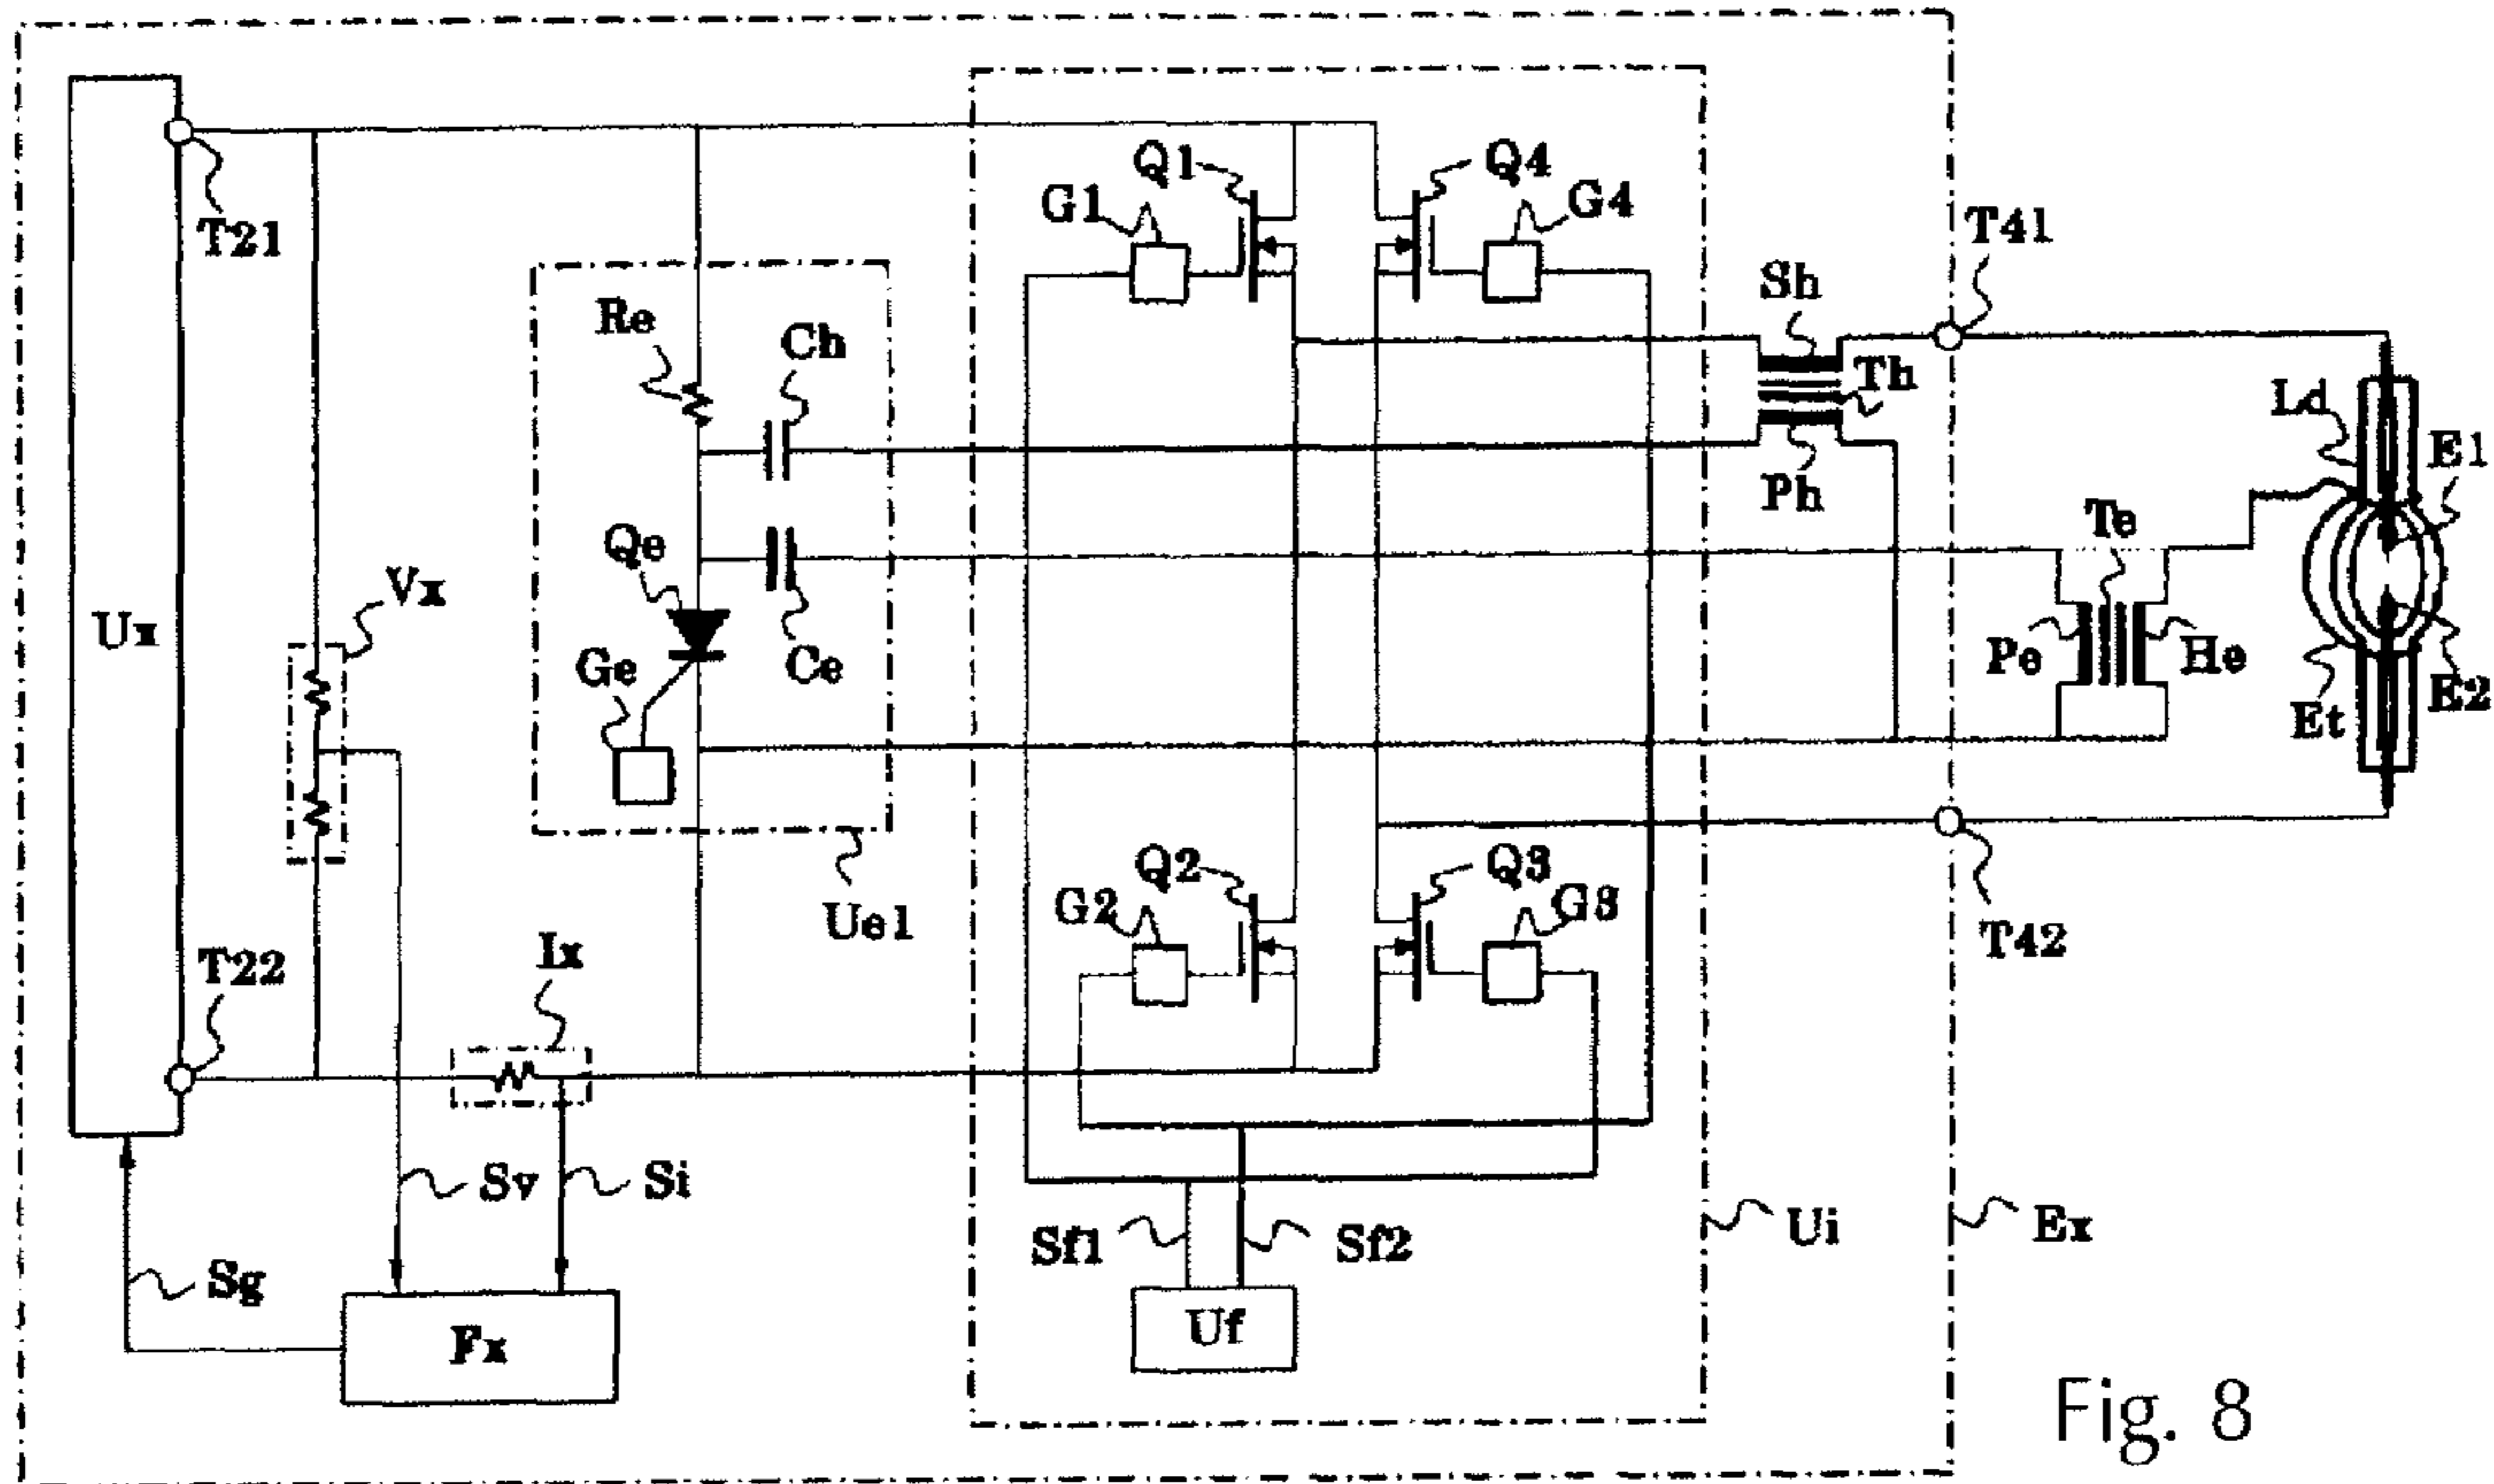 Q1
Q4
G1
G4
T41
T21
Sh
Re
Ch
Th
Ld
E1
Ph
Te
Qe
Vx
Ux
Ge
Ce
Pe
He
E2
Et
Q2
Q3
G2
G3
Ue1
T42
Ix
T22
Sv
Si
Ui
Ex
Sf1
Sf2
Sg
Fx
Uf
Fig. 8